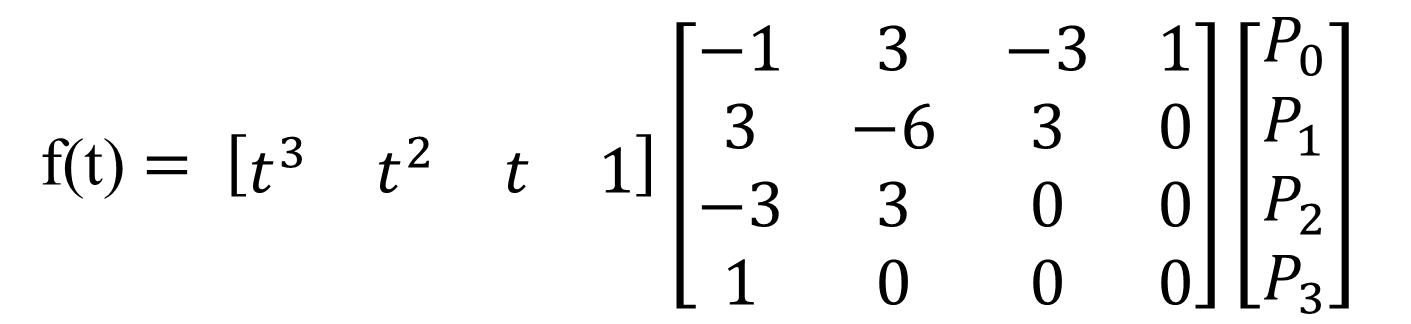 f(t) = [t³ t² t 1] [−1 3 −3 1] [P₀]
[3 −6 3 0] [P₁]
[−3 3 0 0] [P₂]
[1 0 0 0] [P₃]